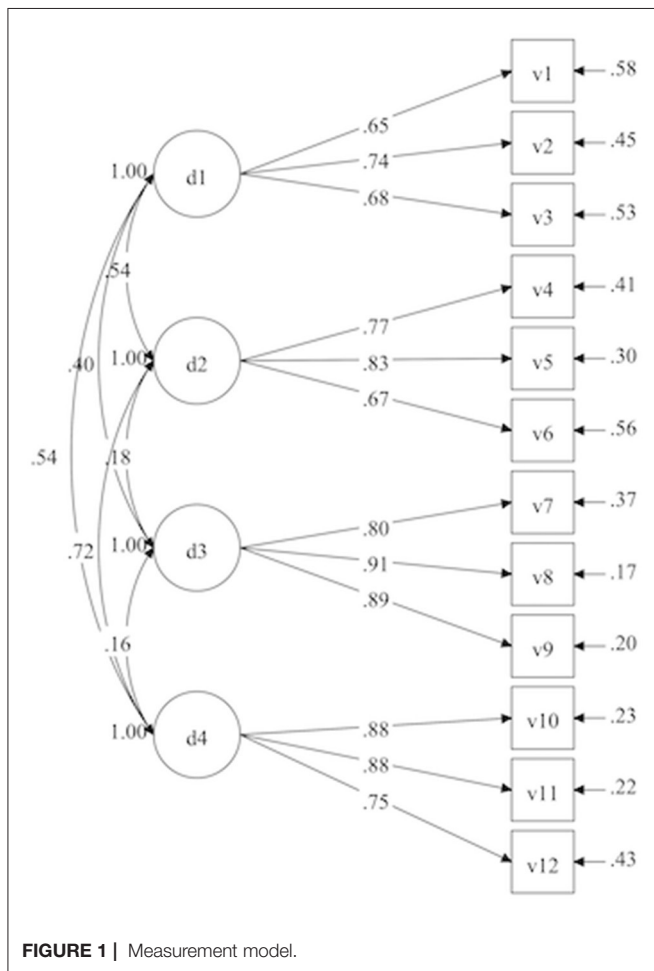 v1
.58
.65
v2
.45
1.00
d1
.74
.68
v3
.53
.54
v4
.41
.77
1.00
d2
.83
v5
.30
.40
.67
v6
.56
.54
.18
v7
.37
.80
1.00
d3
.72
.91
v8
.17
.89
.16
v9
.20
v10
.23
1.00
d4
.88
.88
v11
.22
.75
v12
.43
FIGURE 1 | Measurement model.